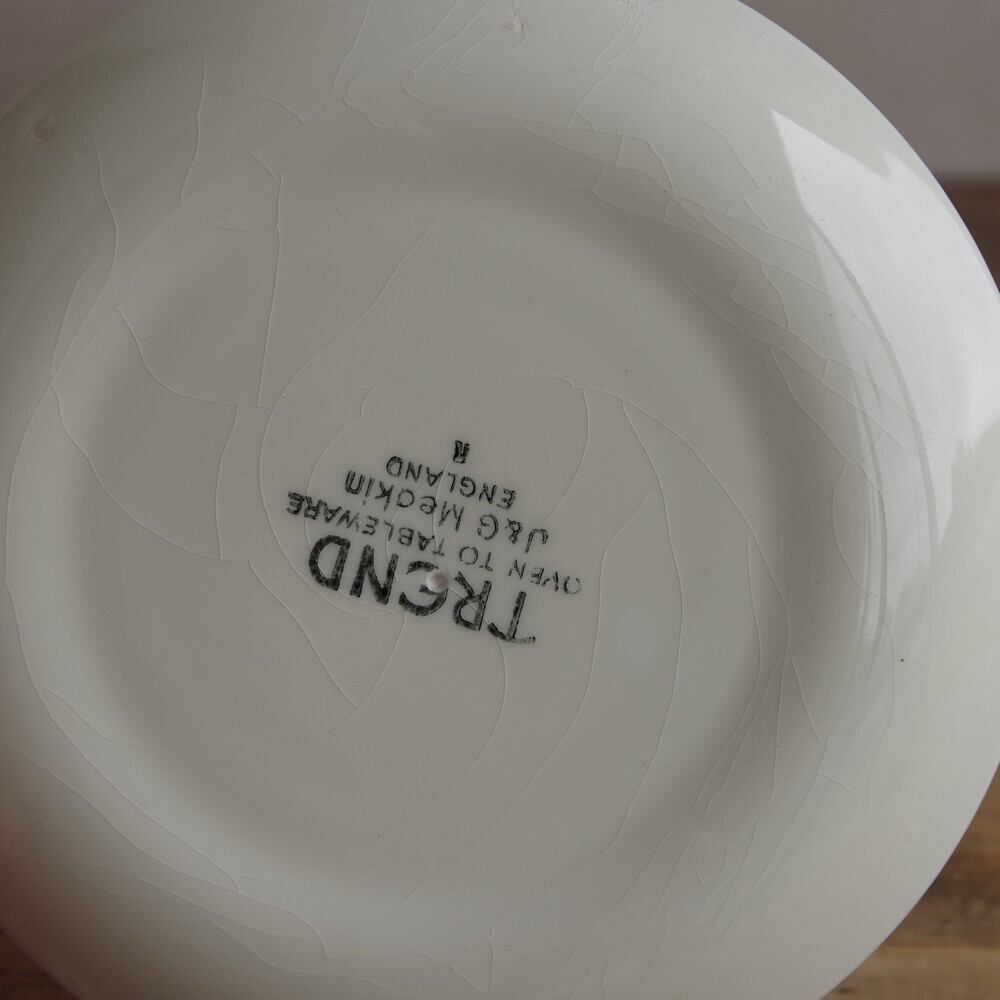 TREND
OVEN TO TABLEWARE
J&G Meakin
ENGLAND
R